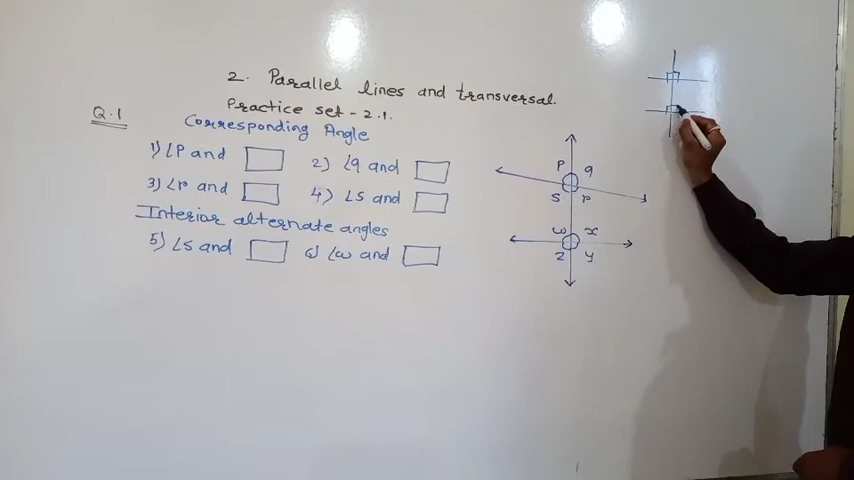 2. Parallel lines and transversal.
Practice set - 2.1.
Q.1
Corresponding Angle
1) ∠P and
2) ∠q and
3) ∠r and
4) ∠s and
Interior alternate angles
5) ∠s and
6) ∠w and
P q
s r
w x
z y